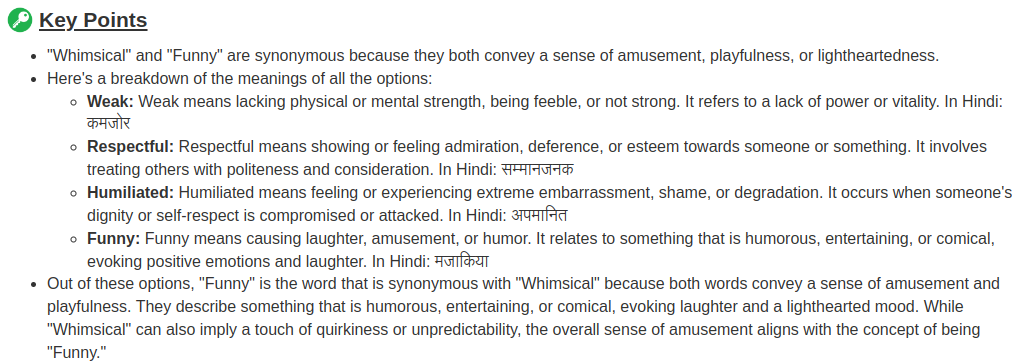 Key Points
"Whimsical" and "Funny" are synonymous because they both convey a sense of amusement, playfulness, or lightheartedness.
Here's a breakdown of the meanings of all the options:
Weak: Weak means lacking physical or mental strength, being feeble, or not strong. It refers to a lack of power or vitality. In Hindi:
कमजोर
Respectful: Respectful means showing or feeling admiration, deference, or esteem towards someone or something. It involves
treating others with politeness and consideration. In Hindi: सम्मानजनक
Humiliated: Humiliated means feeling or experiencing extreme embarrassment, shame, or degradation. It occurs when someone's
dignity or self-respect is compromised or attacked. In Hindi: अपमानित
Funny: Funny means causing laughter, amusement, or humor. It relates to something that is humorous, entertaining, or comical,
evoking positive emotions and laughter. In Hindi: मजाकिया
Out of these options, "Funny" is the word that is synonymous with "Whimsical" because both words convey a sense of amusement and
playfulness. They describe something that is humorous, entertaining, or comical, evoking laughter and a lighthearted mood. While
"Whimsical" can also imply a touch of quirkiness or unpredictability, the overall sense of amusement aligns with the concept of being
"Funny."